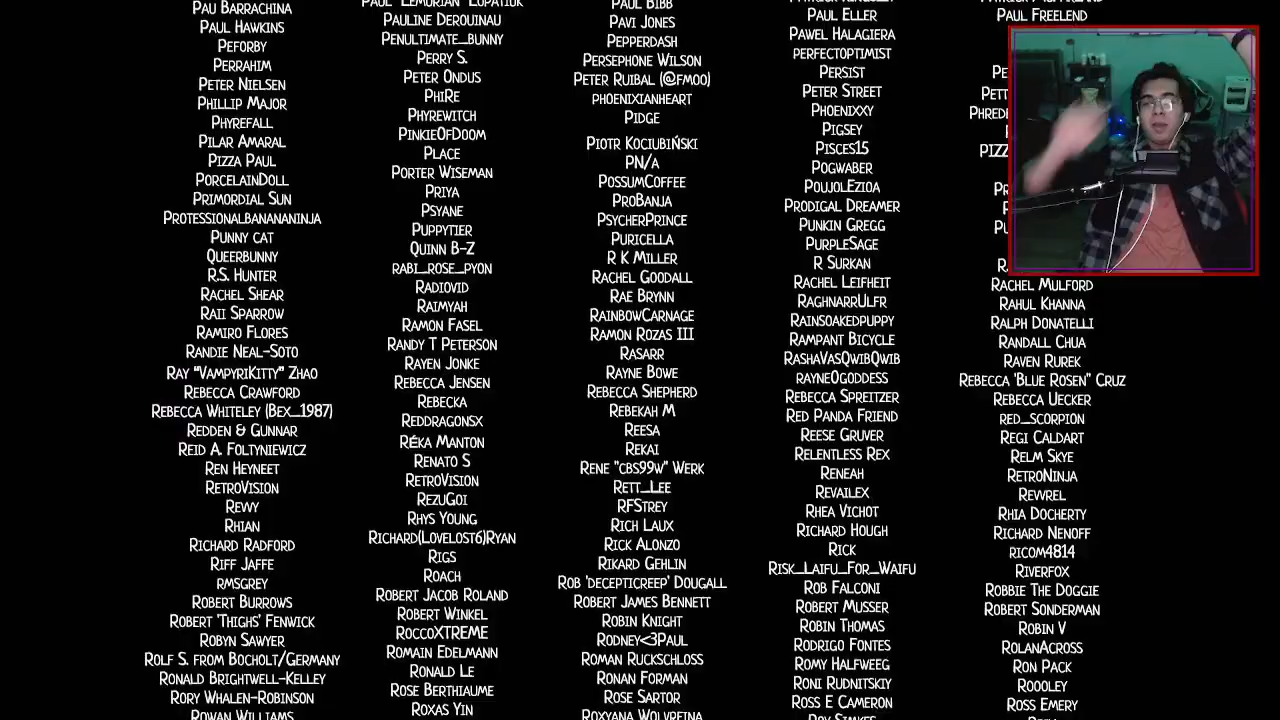 Pau Barrachina
Paul Hawkins
Peforby
Perrahim
Peter Nielsen
Phillip Major
Phyrefall
Pilar Amaral
Pizza Paul
PorcelainDoll
Primordial Sun
Protessionalbanananinja
Punny cat
Queerbunny
R.S. Hunter
Rachel Shear
Raii Sparrow
Ramiro Flores
Randie Neal-Soto
Ray "VampyriKitty" Zhao
Rebecca Crawford
Rebecca Whiteley (Bex_1987)
Redden & Gunnar
Reid A. Foltyniewicz
Ren Heyneet
RetroVision
Revvy
Rhian
Richard Radford
Riff Jaffe
rmsgrey
Robert Burrows
Robert 'Thighs' Fenwick
Robyn Sawyer
Rolf S. from Bocholt/Germany
Ronald Brightwell-Kelley
Rory Whalen-Robinson
Rowan Williams
Paul "Lemurian" Lopatiuk
Pauline Derouinau
Penultimate_bunny
Perry S.
Peter Ondus
PhiRe
Phyrewitch
PinkieOfDoom
Place
Porter Wiseman
Priya
Psyane
Puppytier
Quinn B-Z
rabi_rose_pyon
Radiovid
Raimyah
Ramon Fasel
Randy T Peterson
Rayen Jonke
Rebecca Jensen
Rebecka
Reddragonsx
Réka Manton
Renato S
RetroVision
RezuGoi
Rhys Young
Richard(Lovelost6)Ryan
Rigs
Roach
Robert Jacob Roland
Robert Winkel
RoccoXTREME
Romain Edelmann
Ronald Le
Rose Berthiaume
Roxas Yin
Paul Bibb
Pavi Jones
Pepperdash
Persephone Wilson
Peter Ruibal (@fmoo)
phoenixianheart
Pidge
Piotr Kociubiński
PN/a
PossumCoffee
ProBanja
PsycherPrince
Puricella
R K Miller
Rachel Goodall
Rae Brynn
RainbowCarnage
Ramon Rozas III
Rasarr
Rayne Bowe
Rebecca Shepherd
Rebekah M
Reesa
Rekai
Rene "cbs99w" Werk
Rett_Lee
RFStrey
Rich Laux
Rick Alonzo
Rikard Gehlin
Rob 'decepticreep' Dougall
Robert James Bennett
Robin Knight
Rodney<3Paul
Roman Ruckschloss
Ronan Forman
Rose Sartor
Roxyana Wolvreina
Paul Eller
Pawel Halagiera
perfectoptimist
Persist
Peter Street
Phoenixxy
Pigsey
Pisces15
Pogwaber
PoujolEzioa
Prodigal Dreamer
Punkin Gregg
PurpleSage
R Surkan
Rachel Leifheit
RaghnarrUlfr
Rainsoakedpuppy
Rampant Bicycle
RashaVasQwibQwib
rayne0goddess
Rebecca Spreitzer
Red Panda Friend
Reese Gruver
Relentless Rex
Reneah
Revailex
Rhea Vichot
Richard Hough
Rick
Risk_Laifu_For_Waifu
Rob Falconi
Robert Musser
Robin Thomas
Rodrigo Fontes
Romy Halfweeg
Roni Rudnitskiy
Ross E Cameron
Roy Simkes
Paul Freelend
Rachel Mulford
Rahul Khanna
Ralph Donatelli
Randall Chua
Raven Rurek
Rebecca 'Blue Rosen" Cruz
Rebecca Uecker
red_scorpion
Regi Caldart
Relm Skye
RetroNinja
Rewrel
Rhia Docherty
Richard Nenoff
ricom4814
Riverfox
Robbie The Doggie
Robert Sonderman
Robin V
RolanAcross
Ron Pack
Roooley
Ross Emery